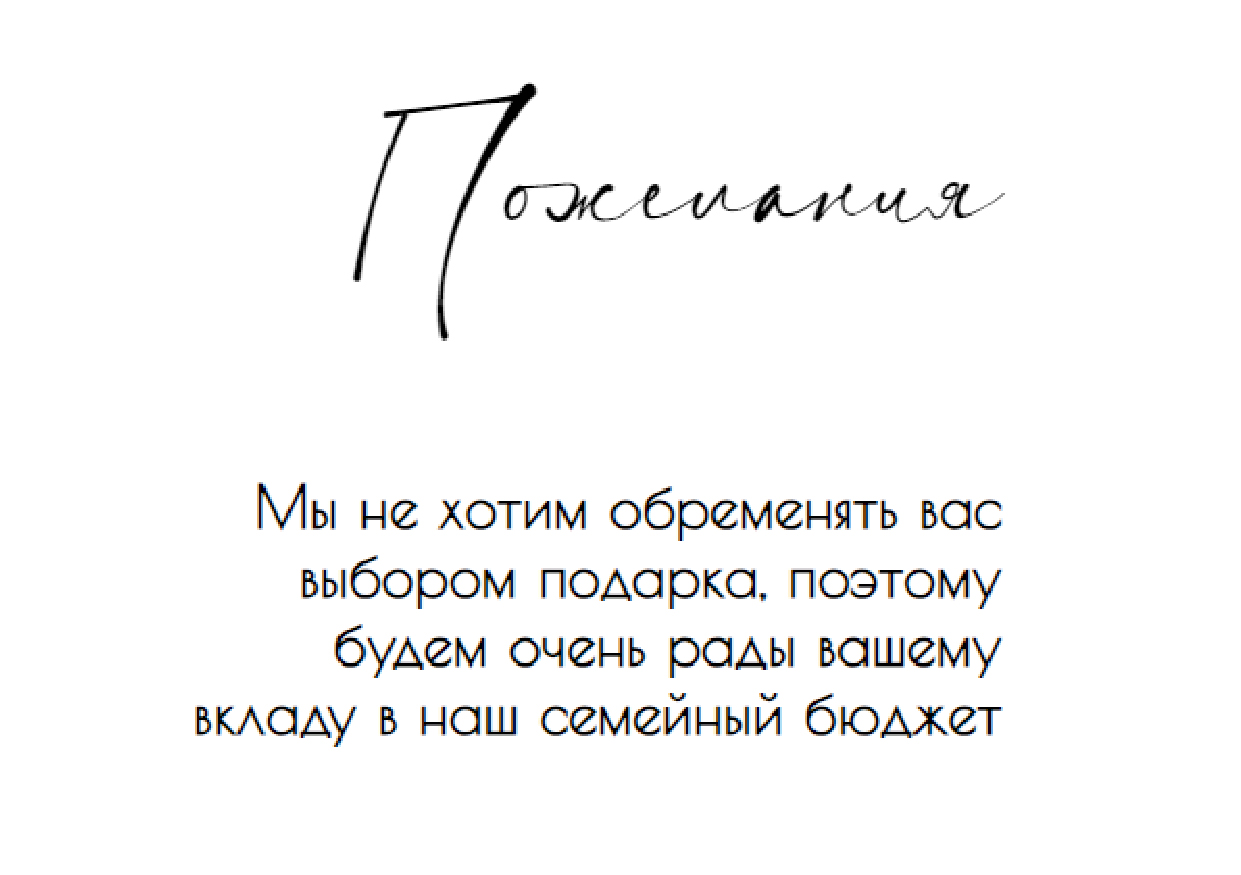 Пожелания
Мы не хотим обременять вас
выбором подарка, поэтому
будем очень рады вашему
вкладу в наш семейный бюджет